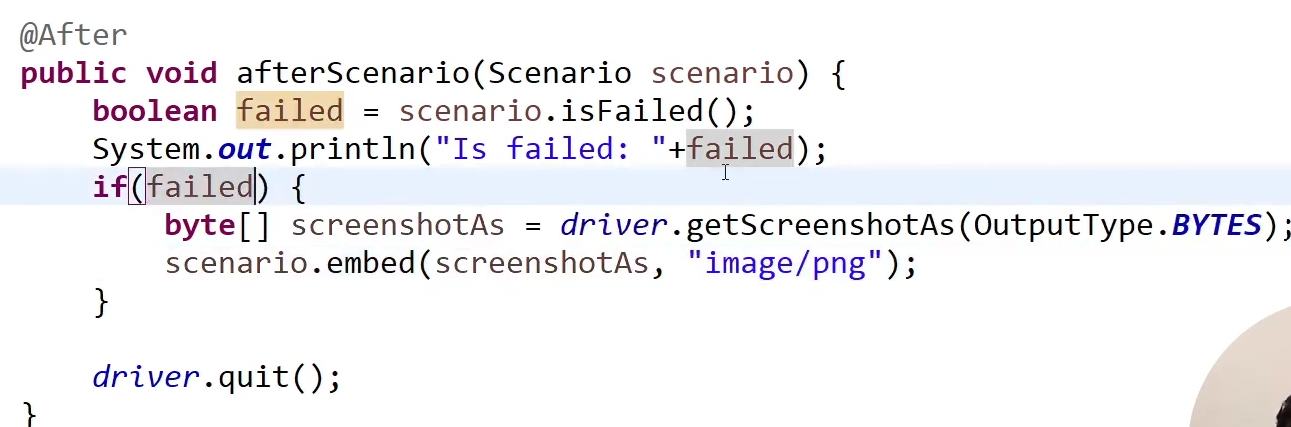 @After
public void afterScenario(Scenario scenario) {
boolean failed = scenario.isFailed();
System.out.println("Is failed: "+failed);
if(failed) {
byte[] screenshotAs = driver.getScreenshotAs(OutputType.BYTES);
scenario.embed(screenshotAs, "image/png");
}
driver.quit();
}